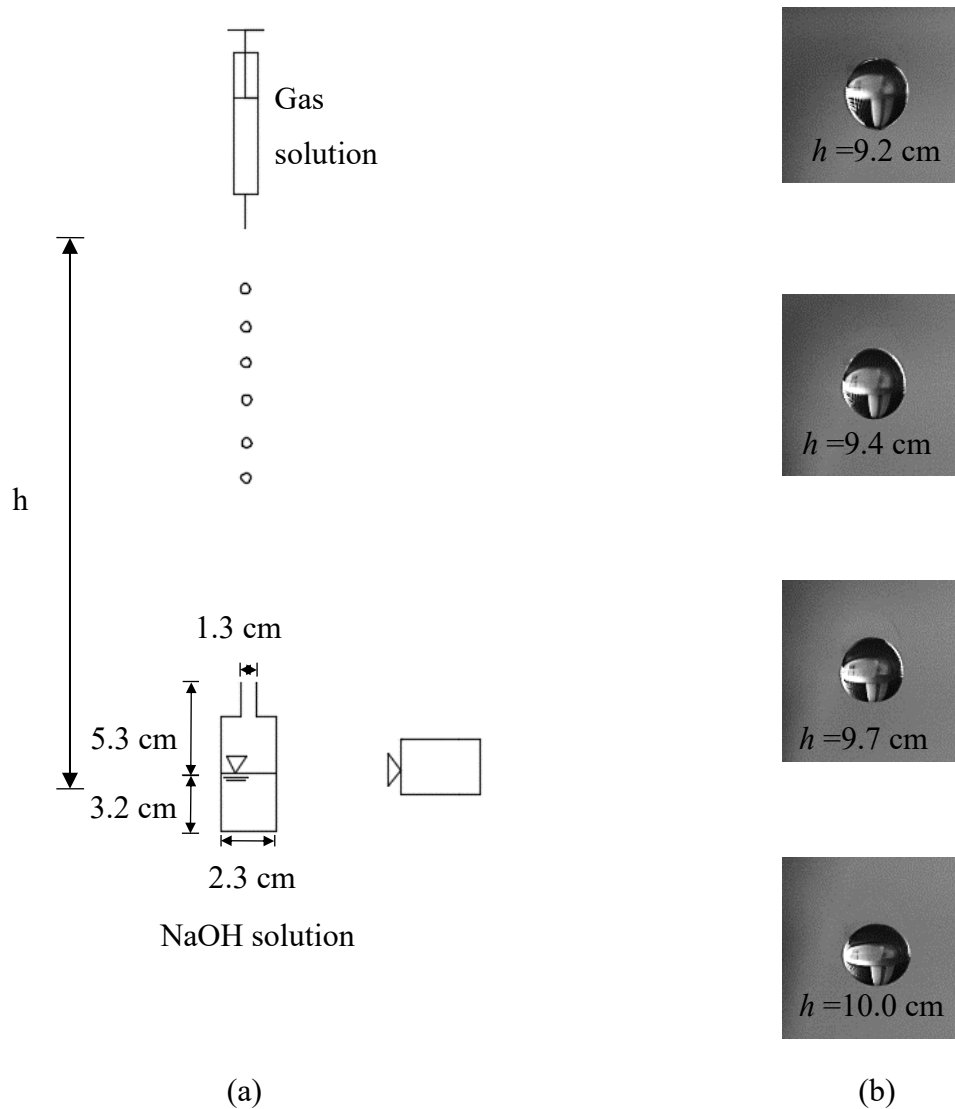 Gas
solution
h
1.3 cm
5.3 cm
3.2 cm
2.3 cm
NaOH solution
(a)
h =9.2 cm
h =9.4 cm
h =9.7 cm
h =10.0 cm
(b)